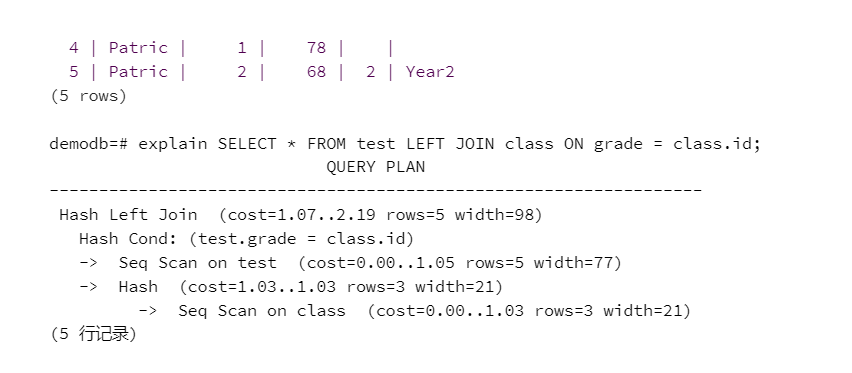 4 | Patric |     1 |    78 |    |
5 | Patric |     2 |    68 |  2 | Year2
(5 rows)
demodb=# explain SELECT * FROM test LEFT JOIN class ON grade = class.id;
QUERY PLAN
------------------------------------------------------------------
Hash Left Join  (cost=1.07..2.19 rows=5 width=98)
Hash Cond: (test.grade = class.id)
->  Seq Scan on test  (cost=0.00..1.05 rows=5 width=77)
->  Hash  (cost=1.03..1.03 rows=3 width=21)
->  Seq Scan on class  (cost=0.00..1.03 rows=3 width=21)
(5 行记录)